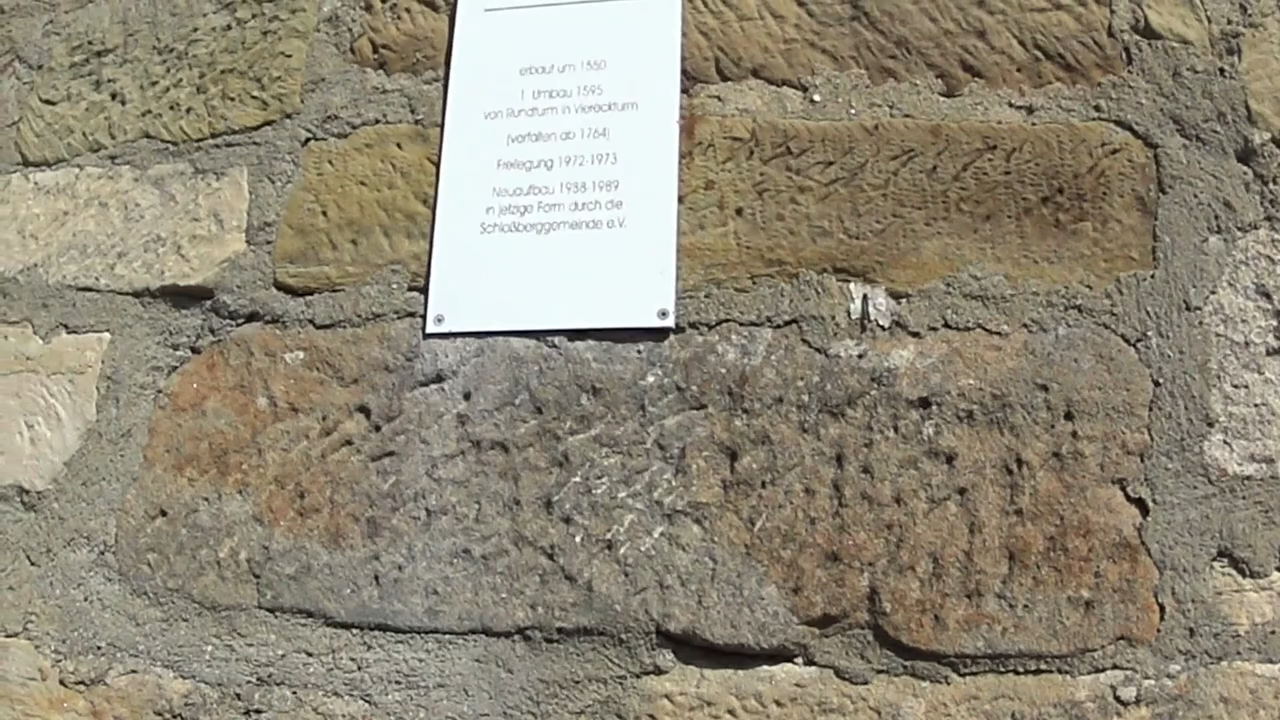 erbaut um 1550
1. Umbau 1595
von Rundturm in Viereckturm
(verfallen ab 1764)
Freilegung 1972-1973
Neuaufbau 1988-1989
in jetzige Form durch die
Schloßberggemeinde e.V.